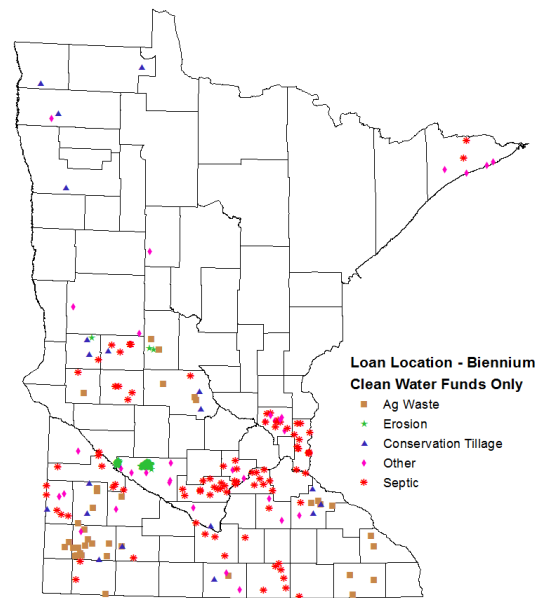 Loan Location - Biennium
Clean Water Funds Only
Ag Waste
Erosion
Conservation Tillage
Other
Septic